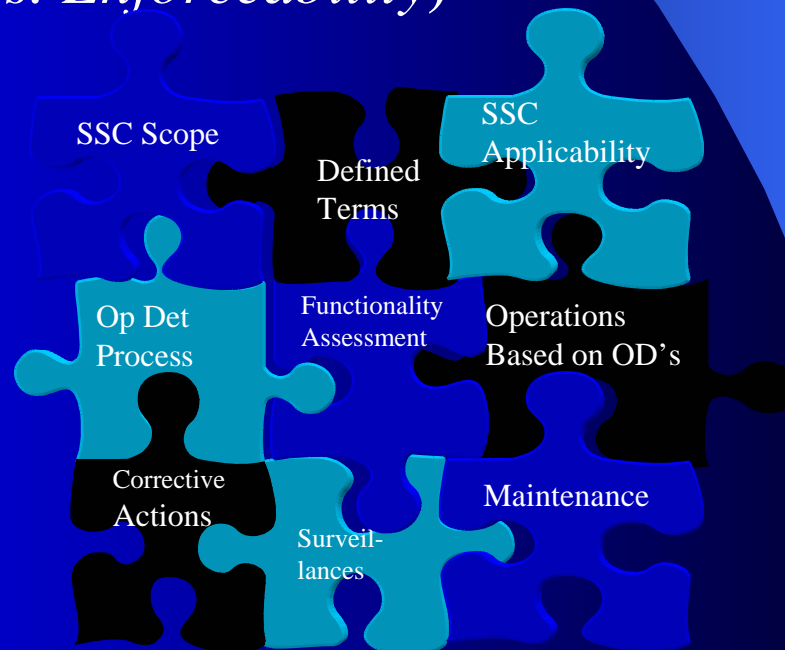 s. Enforceability)
SSC Scope
Defined
Terms
SSC
Applicability
Op Det
Process
Functionality
Assessment
Operations
Based on OD’s
Corrective
Actions
Surveil-
lances
Maintenance